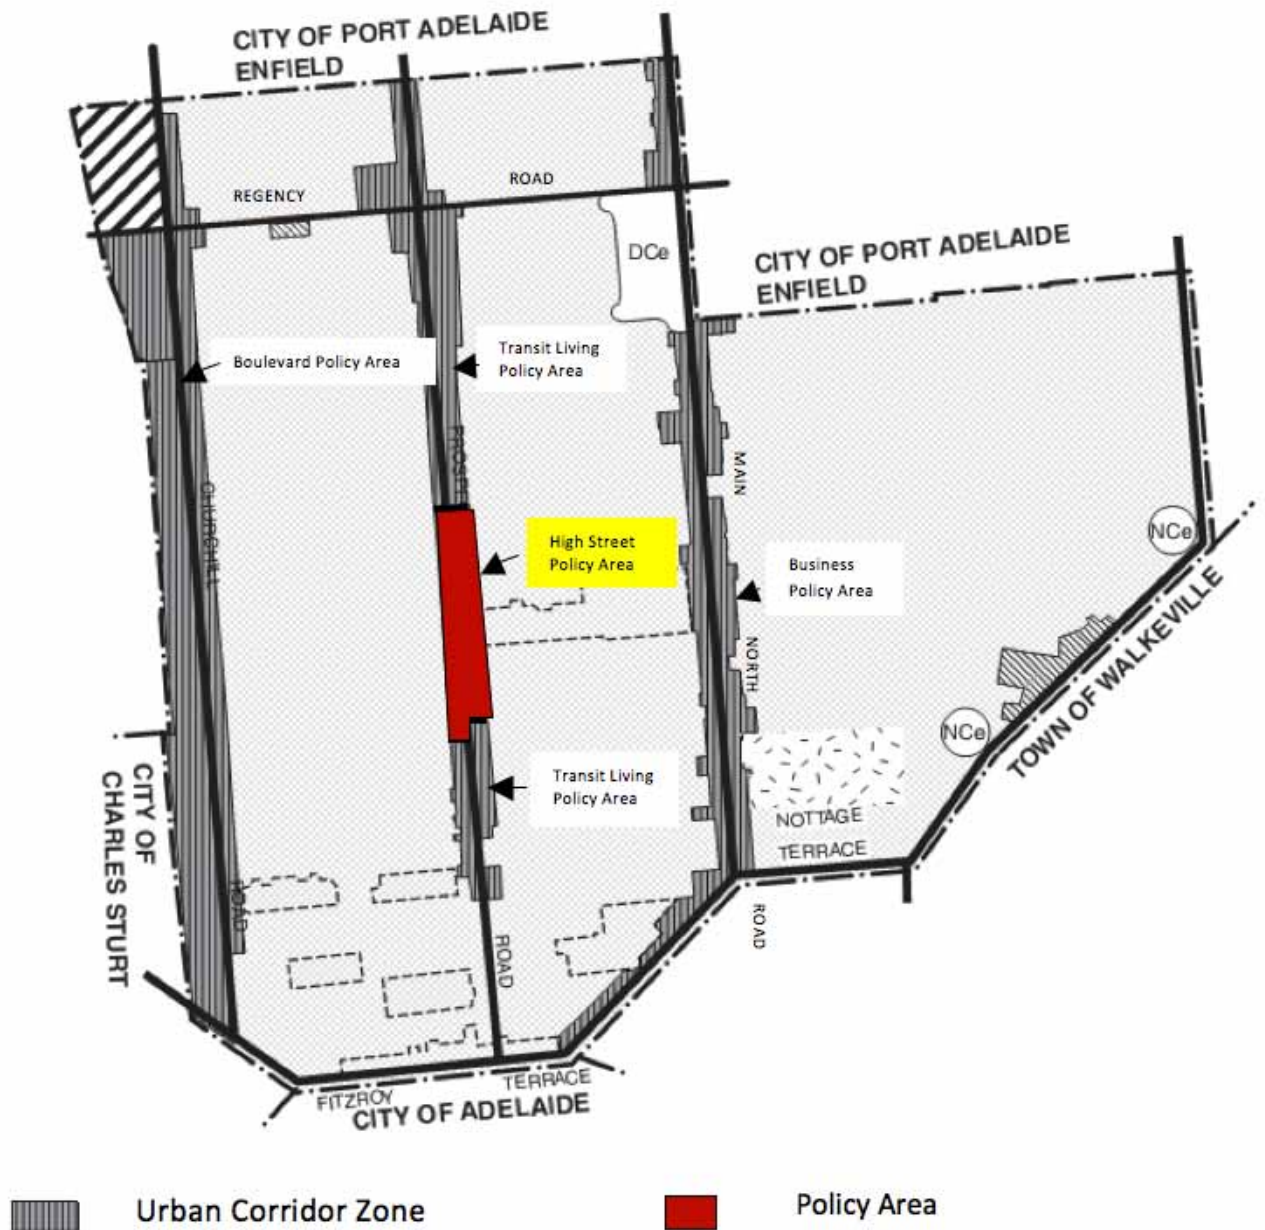 CITY OF PORT ADELAIDE
ENFIELD
REGENCY
ROAD
DCe
CITY OF PORT ADELAIDE
ENFIELD
Boulevard Policy Area
Transit Living
Policy Area
CHURCHILL
MAIN
High Street
Policy Area
NCe
Business
Policy Area
NORTH
TOWN OF WALKEVILLE
NCe
CITY OF
CHARLES STURT
Transit Living
Policy Area
NOTTAGE
TERRACE
ROAD
ROAD
ROAD
FITZROY
TERRACE
CITY OF ADELAIDE
Urban Corridor Zone
Policy Area